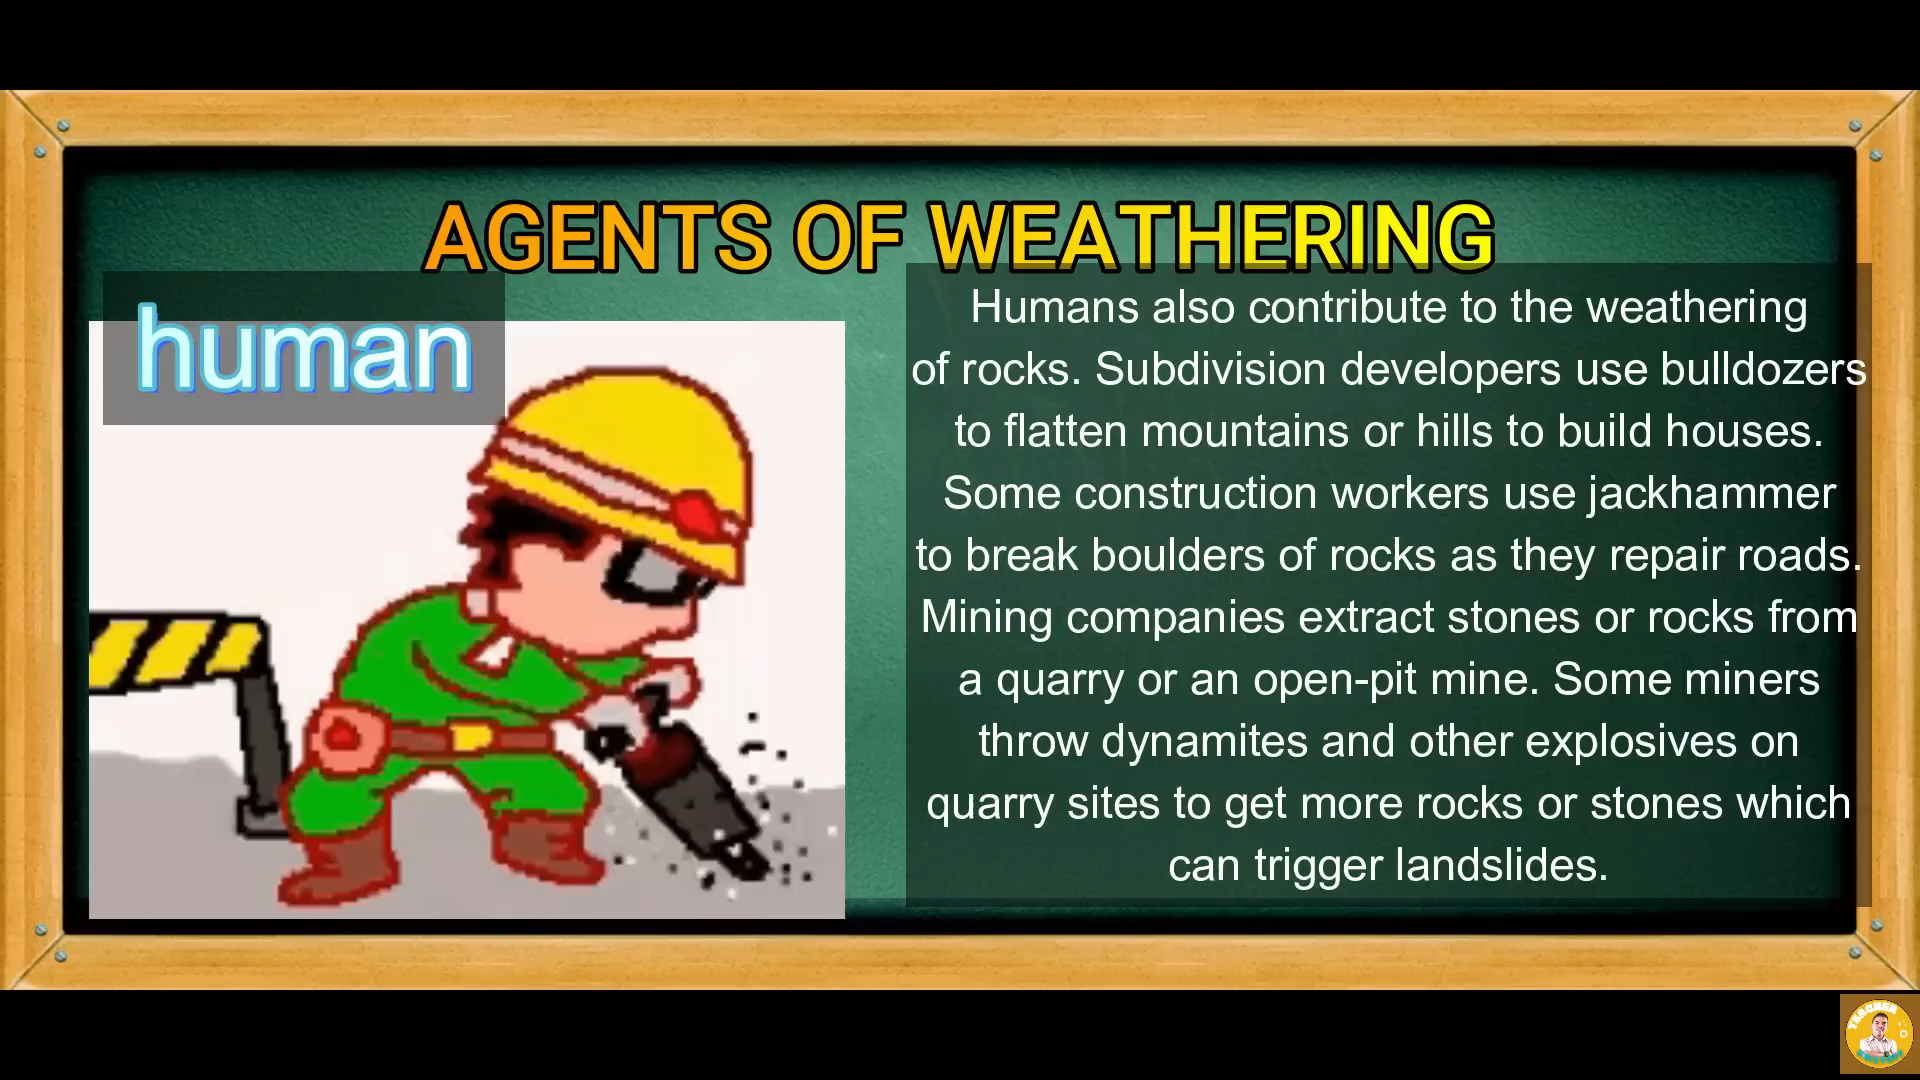 AGENTS OF WEATHERING
human
Humans also contribute to the weathering
of rocks. Subdivision developers use bulldozers
to flatten mountains or hills to build houses.
Some construction workers use jackhammer
to break boulders of rocks as they repair roads.
Mining companies extract stones or rocks from
a quarry or an open-pit mine. Some miners
throw dynamites and other explosives on
quarry sites to get more rocks or stones which
can trigger landslides.
TEACHER